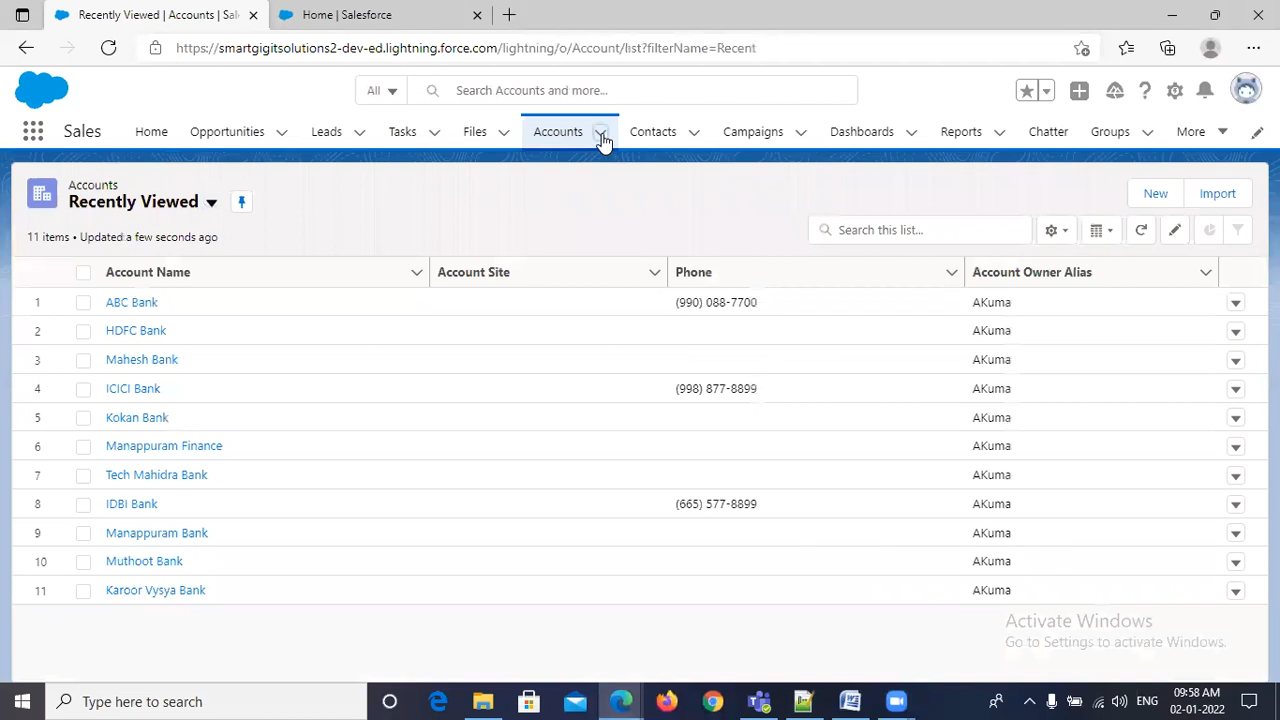 Recently Viewed | Accounts | Sal
Home | Salesforce
https://smartgigitsolutions2-dev-ed.lightning.force.com/lightning/o/Account/list?filterName=Recent
All
Search Accounts and more...
Sales
Home
Opportunities
Leads
Tasks
Files
Accounts
Contacts
Campaigns
Dashboards
Reports
Chatter
Groups
More
Accounts
Recently Viewed
New
Import
11 items • Updated a few seconds ago
Search this list...
Account Name
Account Site
Phone
Account Owner Alias
1 ABC Bank (990) 088-7700 AKuma
2 HDFC Bank AKuma
3 Mahesh Bank AKuma
4 ICICI Bank (998) 877-8899 AKuma
5 Kokan Bank AKuma
6 Manappuram Finance AKuma
7 Tech Mahidra Bank AKuma
8 IDBI Bank (665) 577-8899 AKuma
9 Manappuram Bank AKuma
10 Muthoot Bank AKuma
11 Karoor Vysya Bank AKuma
Activate Windows
Go to Settings to activate Windows.
Type here to search
ENG
09:58 AM
02-01-2022